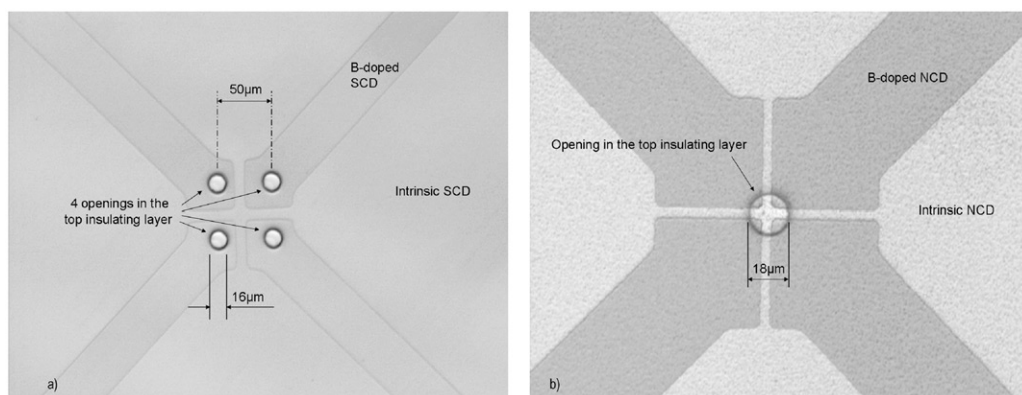 B-doped
SCD
50µm
4 openings in the
top insulating layer
Intrinsic SCD
16µm
a)
B-doped NCD
Opening in the top insulating layer
Intrinsic NCD
18µm
b)